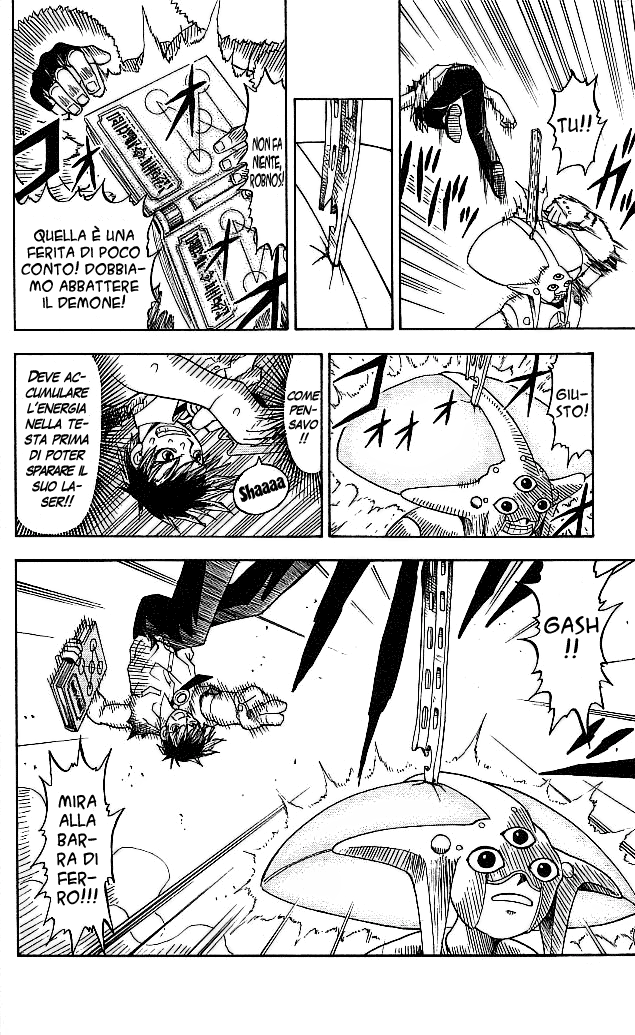 TU!!
NON FA
NIENTE,
ROBNOS!
QUELLA È UNA
FERITA DI POCO
CONTO! DOBBIA-
MO ABBATTERE
IL DEMONE!
GIU-
STO!
COME
PEN-
SAVO
!!
DEVE AC-
CUMULARE
L'ENERGIA
NELLA TE-
STA PRIMA
DI POTER
SPARARE IL
SUO LA-
SER!!
Shaaaa
GASH
!!
MIRA
ALLA
BAR-
RA DI
FER-
RO!!!